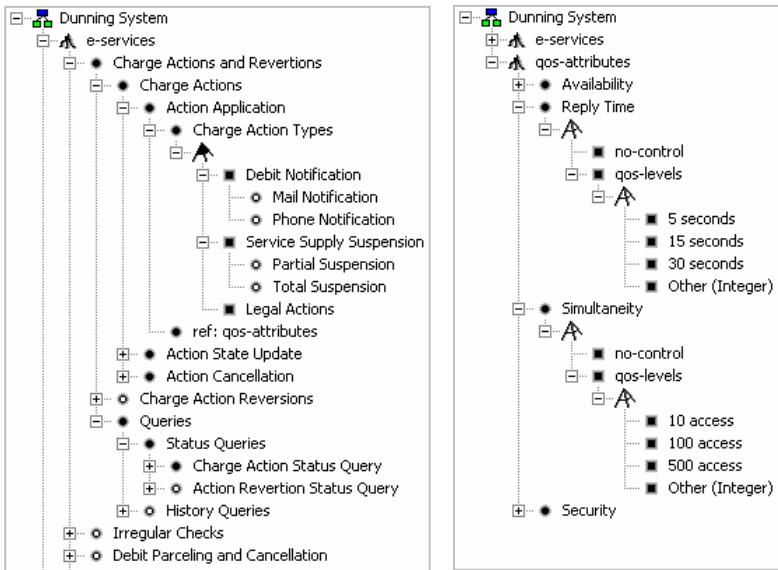 Dunning System
e-services
Charge Actions and Revertions
Charge Actions
Action Application
Charge Action Types
Debit Notification
Mail Notification
Phone Notification
Service Supply Suspension
Partial Suspension
Total Suspension
Legal Actions
ref: qos-attributes
Action State Update
Action Cancellation
Charge Action Reversions
Queries
Status Queries
Charge Action Status Query
Action Revertion Status Query
History Queries
Irregular Checks
Debit Parceling and Cancellation
Dunning System
e-services
qos-attributes
Availability
Reply Time
no-control
qos-levels
5 seconds
15 seconds
30 seconds
Other (Integer)
Simultaneity
no-control
qos-levels
10 access
100 access
500 access
Other (Integer)
Security